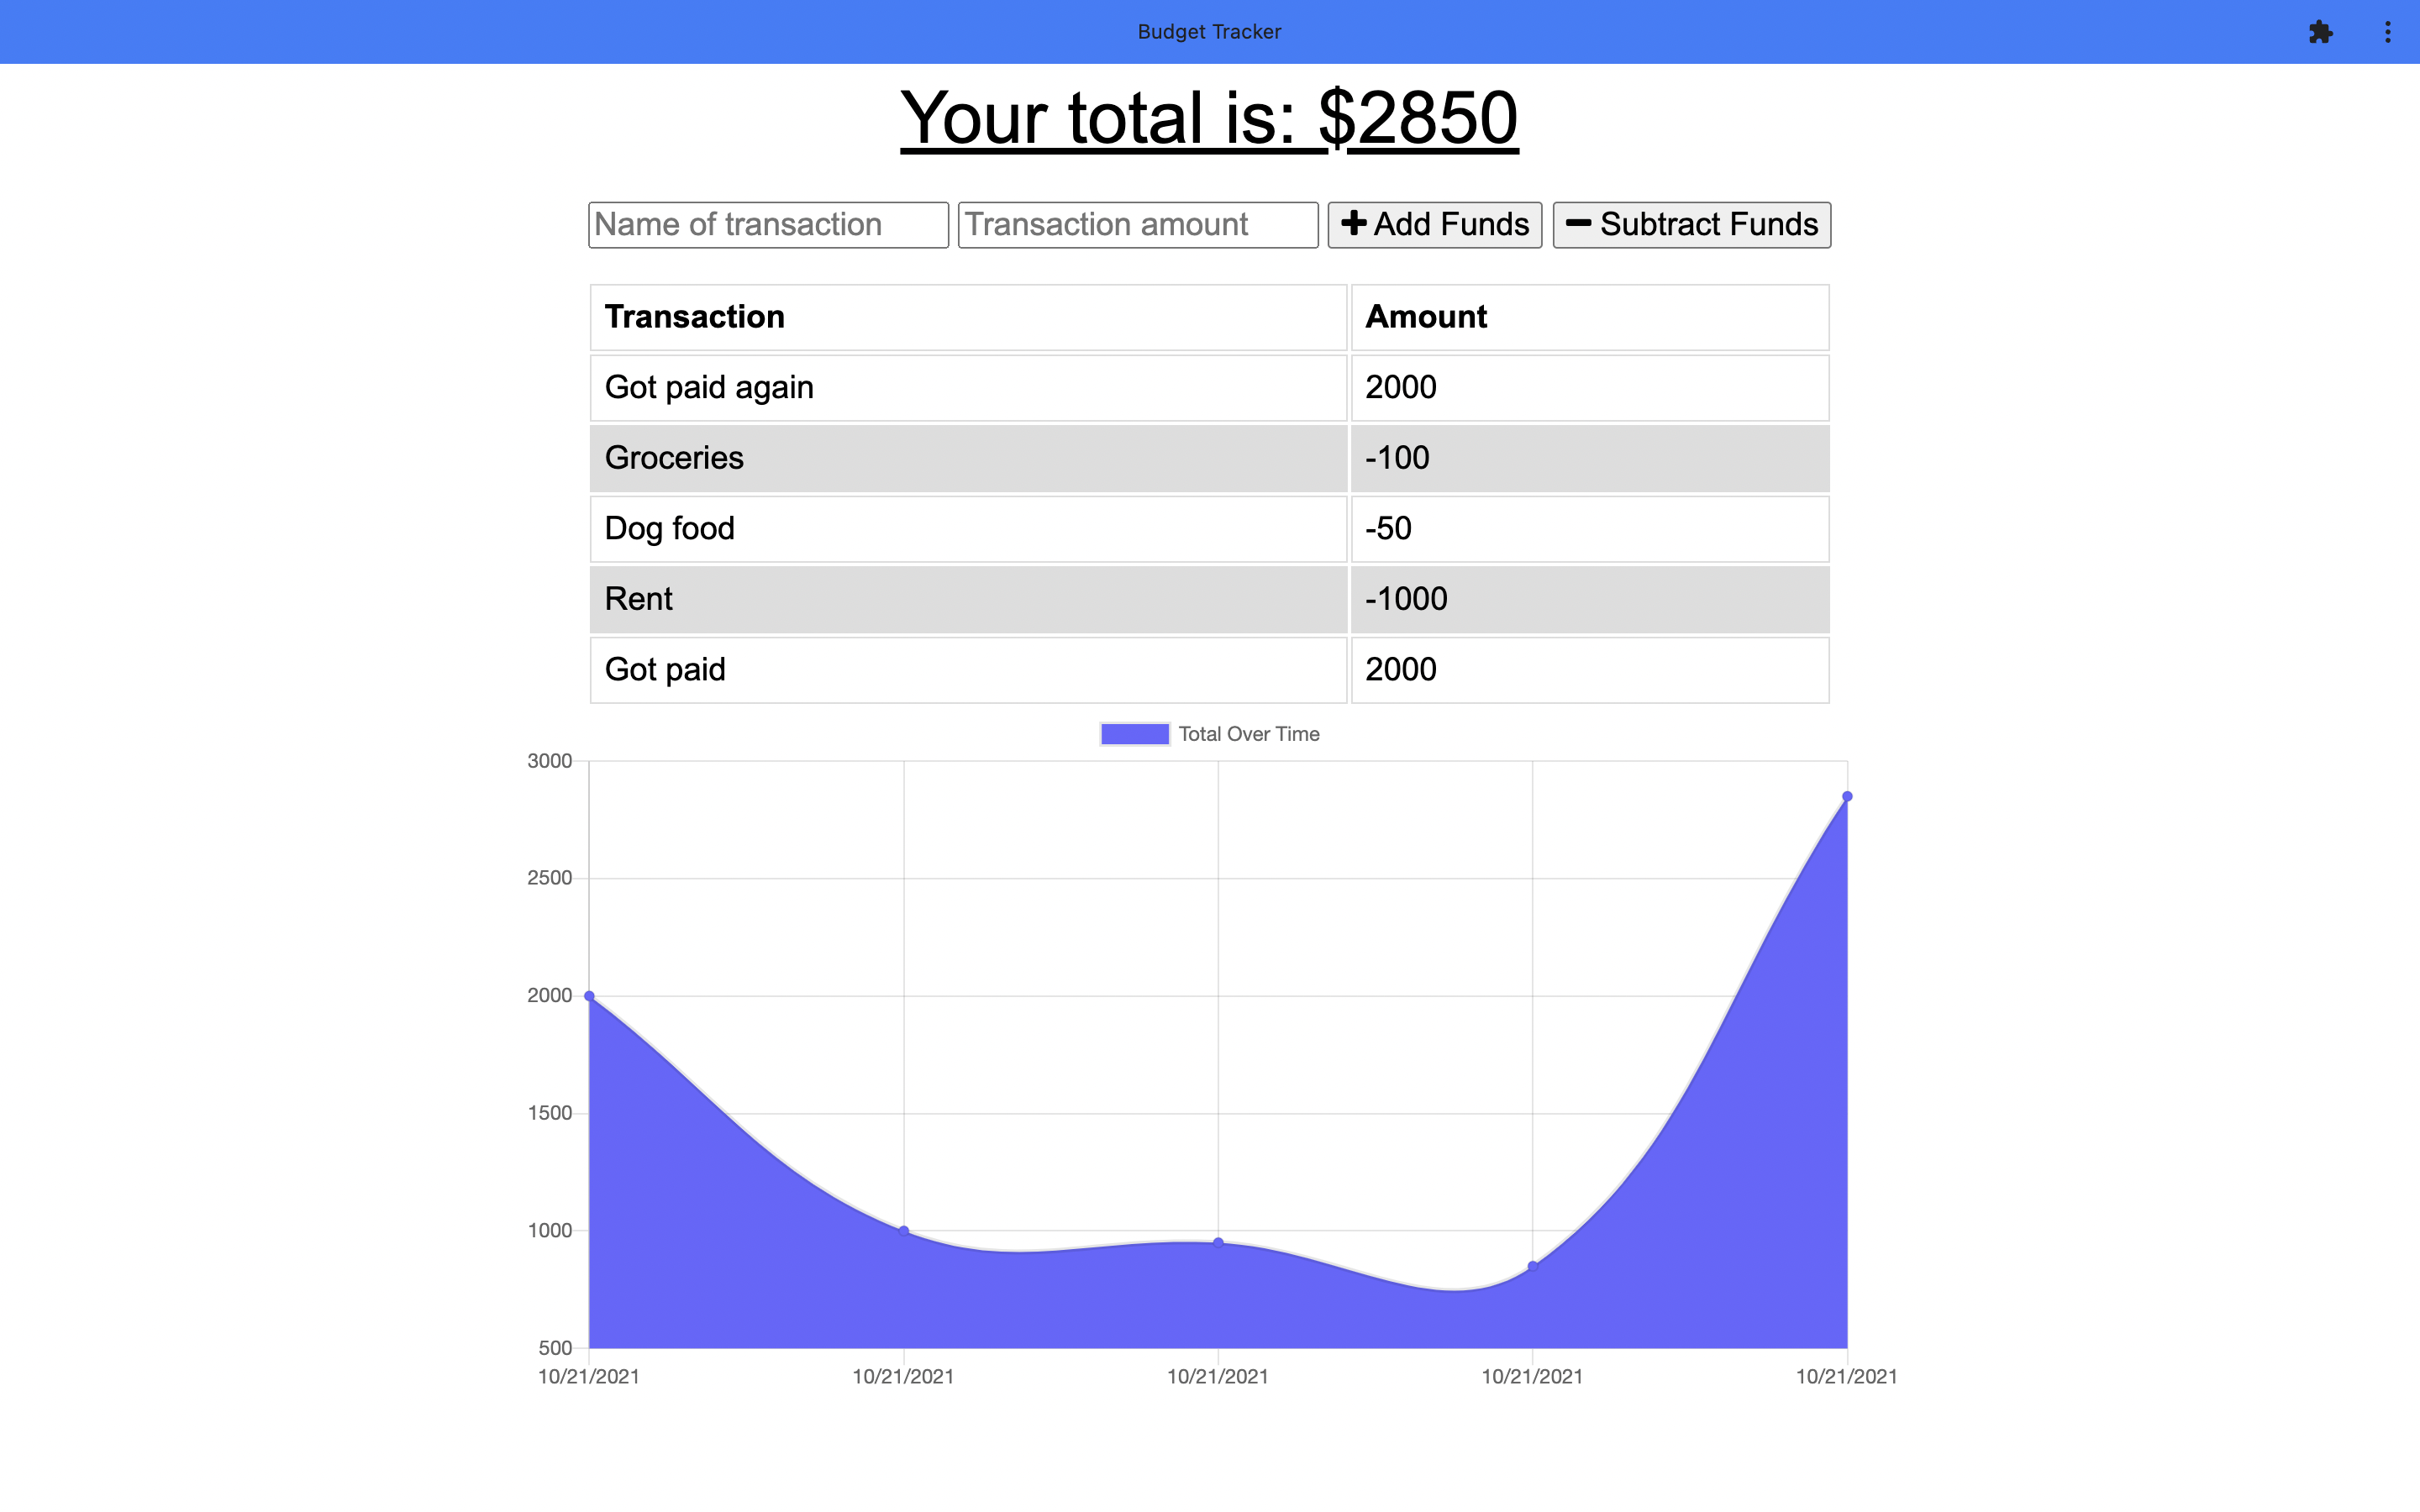 Budget Tracker
Your total is: $2850
Name of transaction Transaction amount Add Funds Subtract Funds
Transaction Amount
Got paid again 2000
Groceries -100
Dog food -50
Rent -1000
Got paid 2000
Total Over Time
3000
2500
2000
1500
1000
500
10/21/2021 10/21/2021 10/21/2021 10/21/2021 10/21/2021